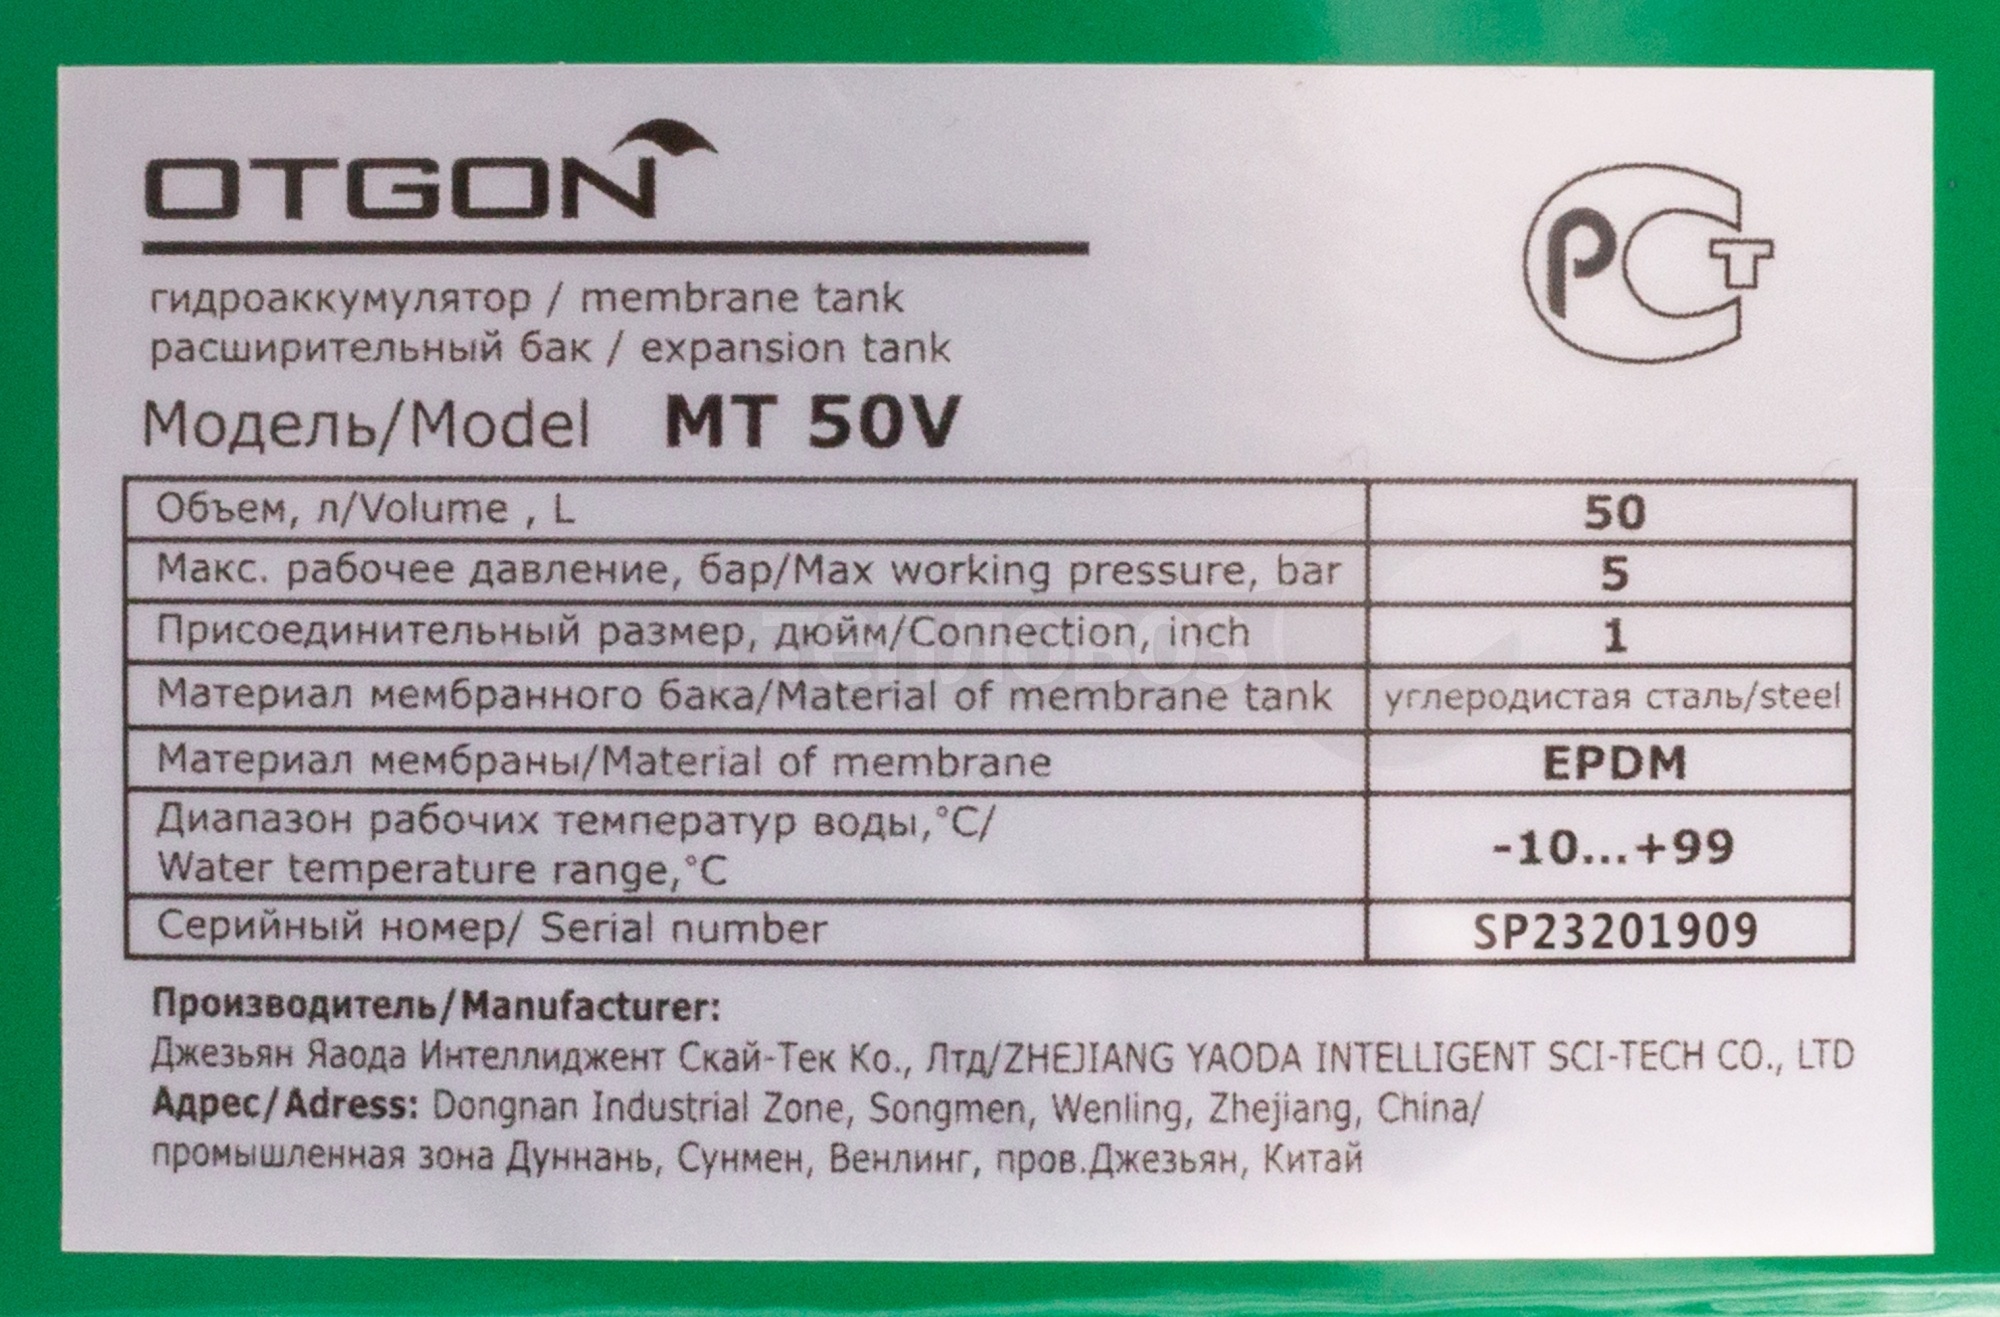 OTGON
РСТ
гидроаккумулятор / membrane tank
расширительный бак / expansion tank
Модель/Model MT 50V
Объем, л/Volume , L 50
Макс. рабочее давление, бар/Max working pressure, bar 5
Присоединительный размер, дюйм/Connection, inch 1
Материал мембранного бака/Material of membrane tank углеродистая сталь/steel
Материал мембраны/Material of membrane EPDM
Диапазон рабочих температур воды,°C/
Water temperature range,°C -10...+99
Серийный номер/ Serial number SP23201909
Производитель/Manufacturer:
Джезьян Яаода Интеллиджент Скай-Тек Ко., Лтд/ZHEJIANG YAODA INTELLIGENT SCI-TECH CO., LTD
Адрес/Adress: Dongnan Industrial Zone, Songmen, Wenling, Zhejiang, China/
промышленная зона Дуннань, Сунмен, Венлинг, пров.Джезьян, Китай
ТЕПЛОВОЗ